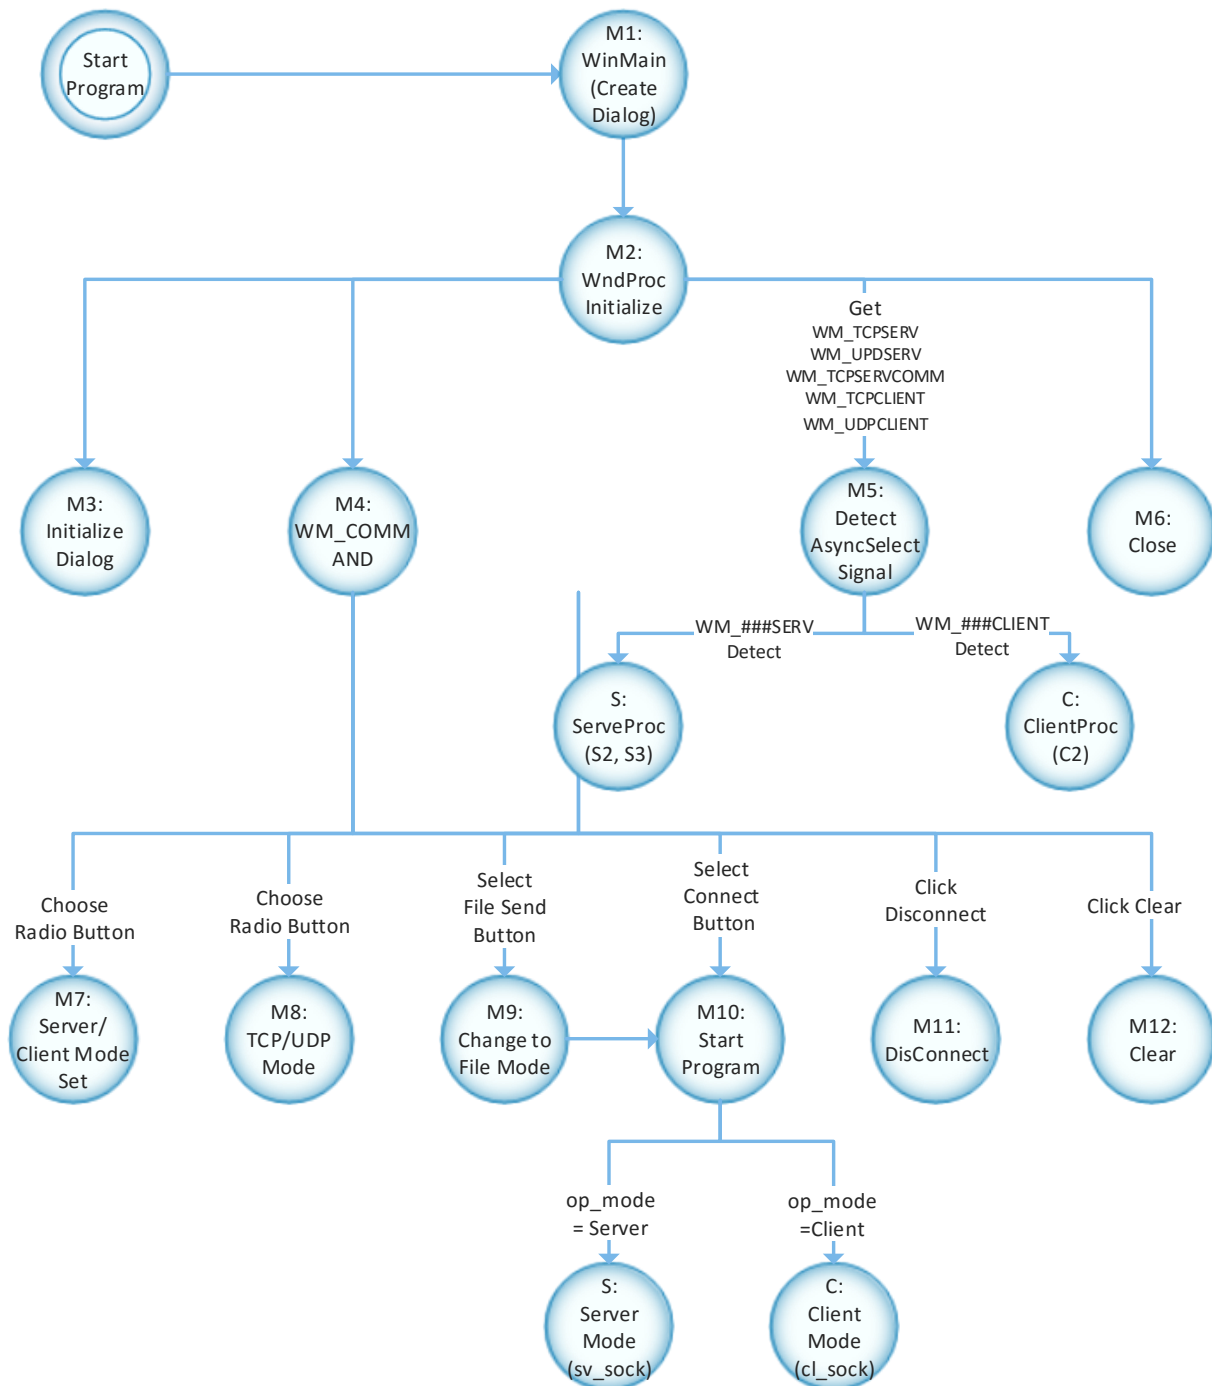 Start
Program
M1:
WinMain
(Create
Dialog)
M2:
WndProc
Initialize
Get
WM_TCPSERV
WM_UPDSERV
WM_TCPSERVCOMM
WM_TCPCLIENT
WM_UDPCLIENT
M3:
Initialize
Dialog
M4:
WM_COMM
AND
M5:
Detect
AsyncSelect
Signal
M6:
Close
WM_###SERV
Detect
WM_###CLIENT
Detect
S:
ServeProc
(S2, S3)
C:
ClientProc
(C2)
Choose
Radio Button
Choose
Radio Button
Select
File Send
Button
Select
Connect
Button
Click
Disconnect
Click Clear
M7:
Server/
Client Mode
Set
M8:
TCP/UDP
Mode
M9:
Change to
File Mode
M10:
Start
Program
M11:
DisConnect
M12:
Clear
op_mode
= Server
op_mode
=Client
S:
Server
Mode
(sv_sock)
C:
Client
Mode
(cl_sock)